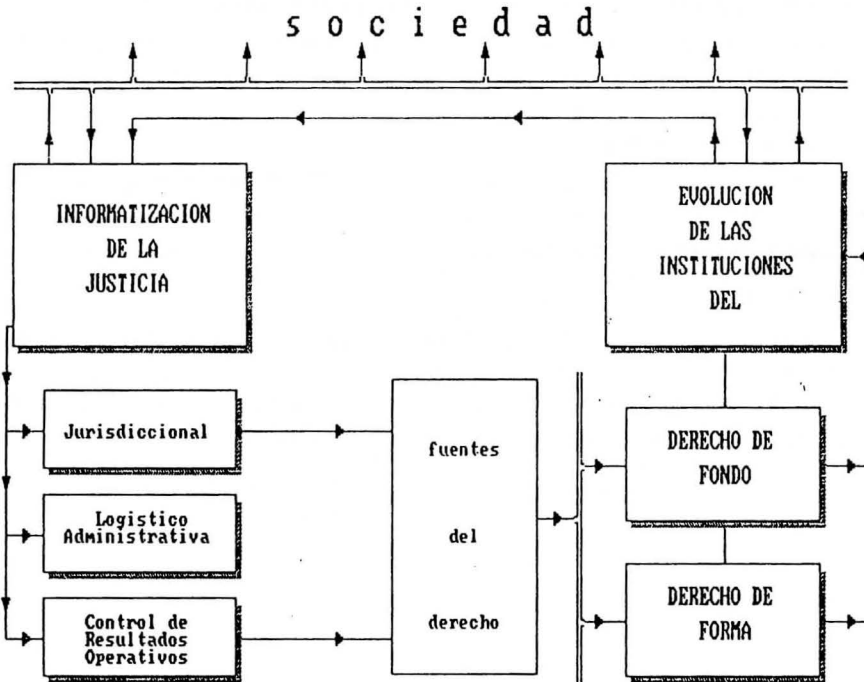 sociedad
INFORMATIZACION
DE LA
JUSTICIA
EVOLUCION
DE LAS
INSTITUCIONES
DEL
Jurisdiccional
Logistico
Administrativa
Control de
Resultados
Operativos
fuentes
del
derecho
DERECHO DE
FONDO
DERECHO DE
FORMA